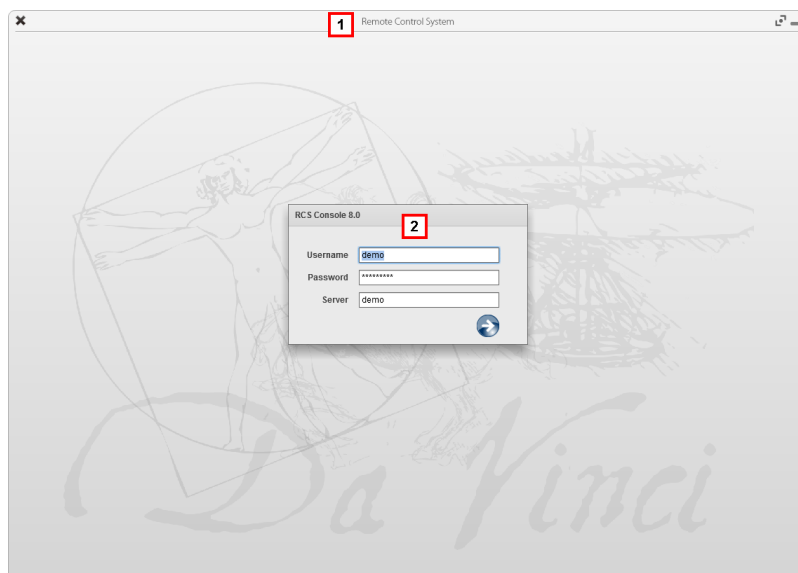 1 Remote Control System
RCS Console 8.0
2
Username demo
Password *********
Server demo
Da Vinci